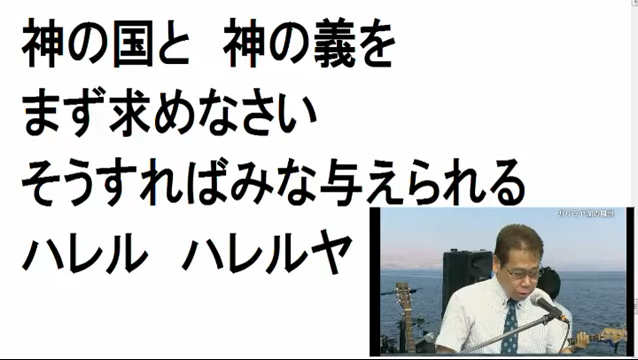 神の国と　神の義を
まず求めなさい
そうすればみな与えられる
ハレル　ハレルヤ